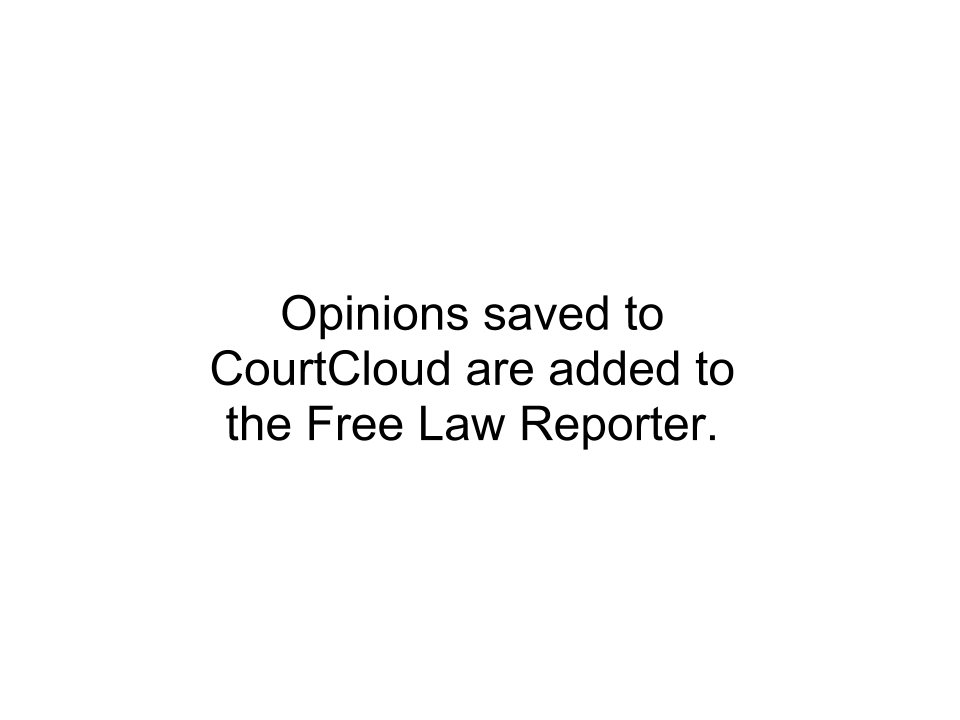 Opinions saved to
CourtCloud are added to
the Free Law Reporter.